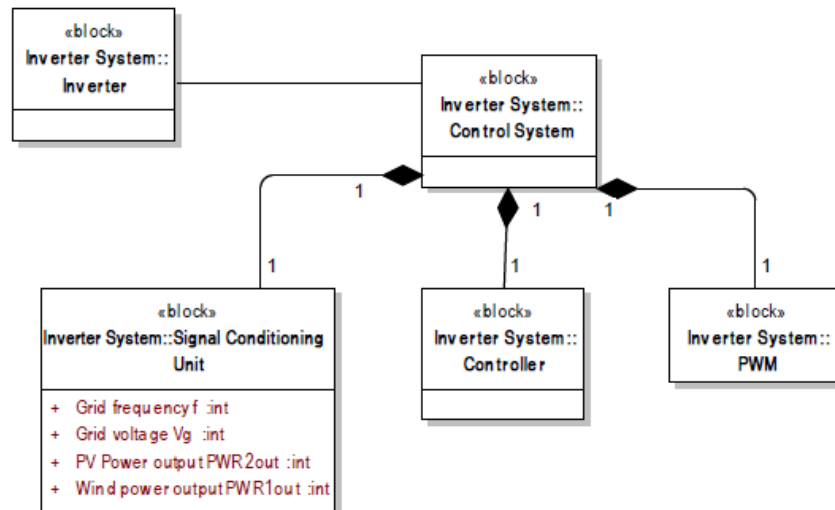 «block»
Inverter System::
Inverter
«block»
Inverter System::
Control System
1
1
1
1
1
1
«block»
Inverter System::Signal Conditioning
Unit
+ Grid frequency f :int
+ Grid voltage Vg :int
+ PV Power output PWR2out :int
+ Wind power output PWR1out :int
«block»
Inverter System::
Controller
«block»
Inverter System::
PWM